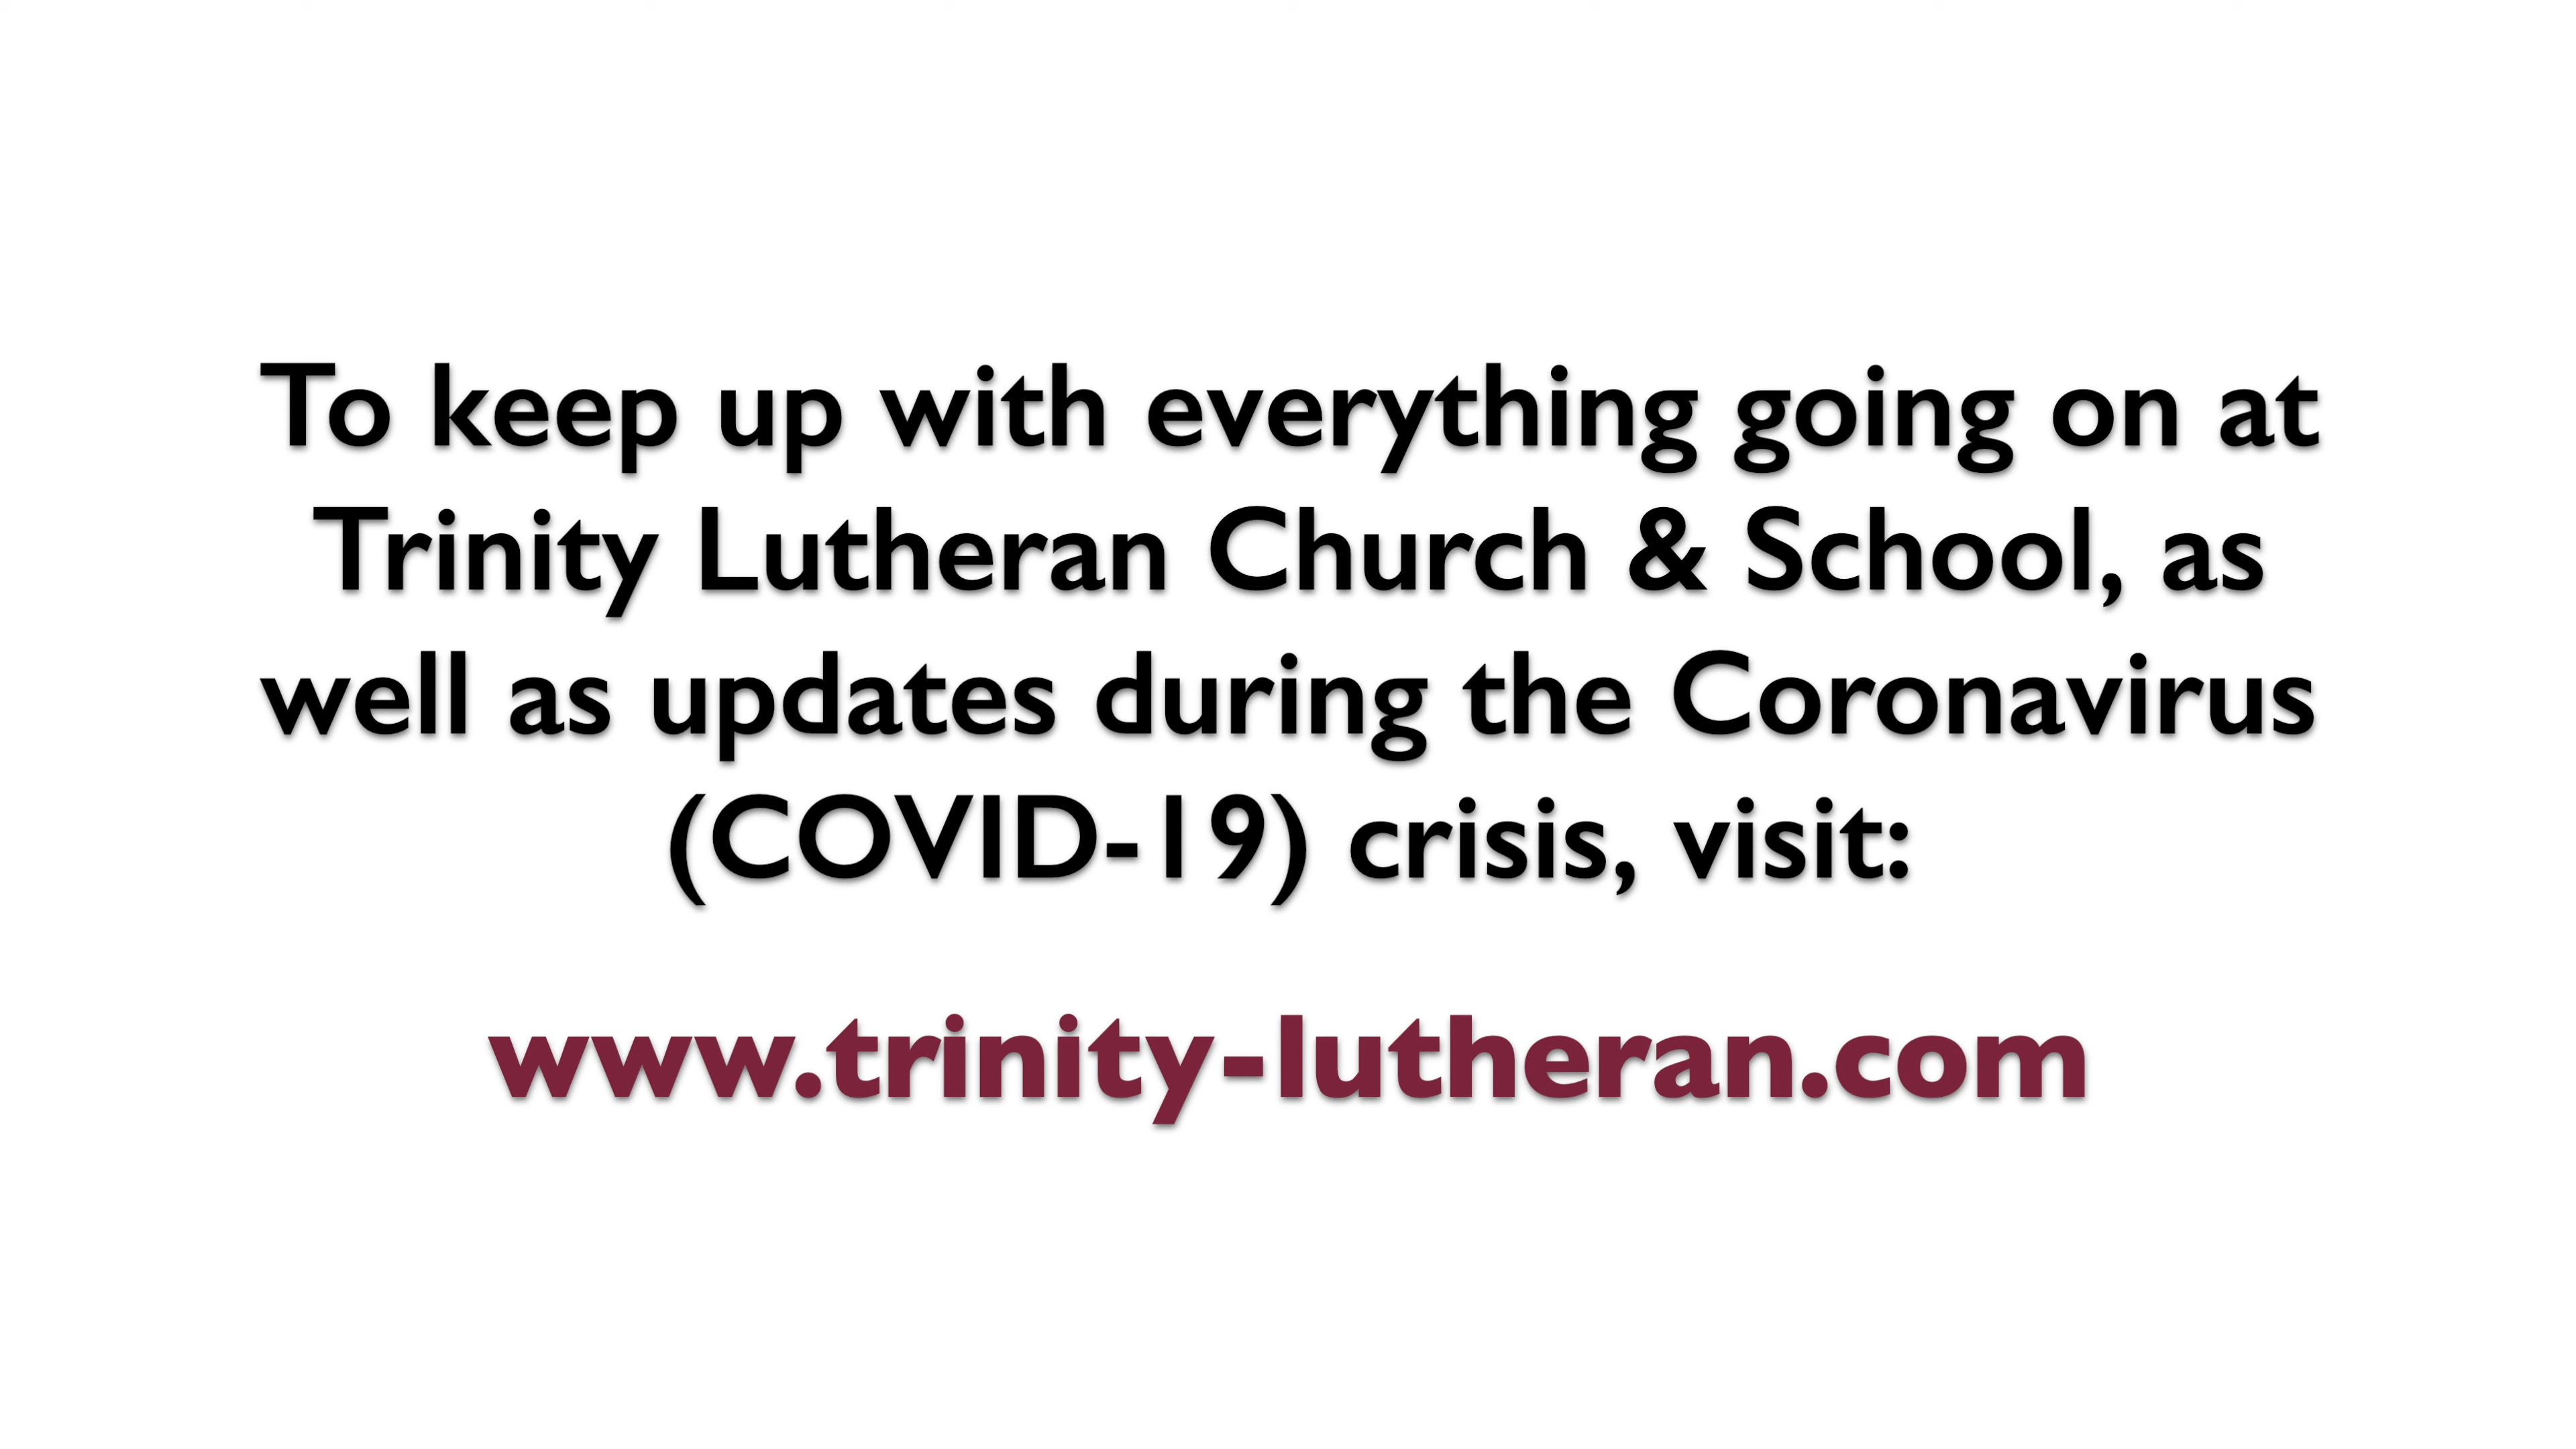 To keep up with everything going on at
Trinity Lutheran Church & School, as
well as updates during the Coronavirus
(COVID-19) crisis, visit:
www.trinity-lutheran.com